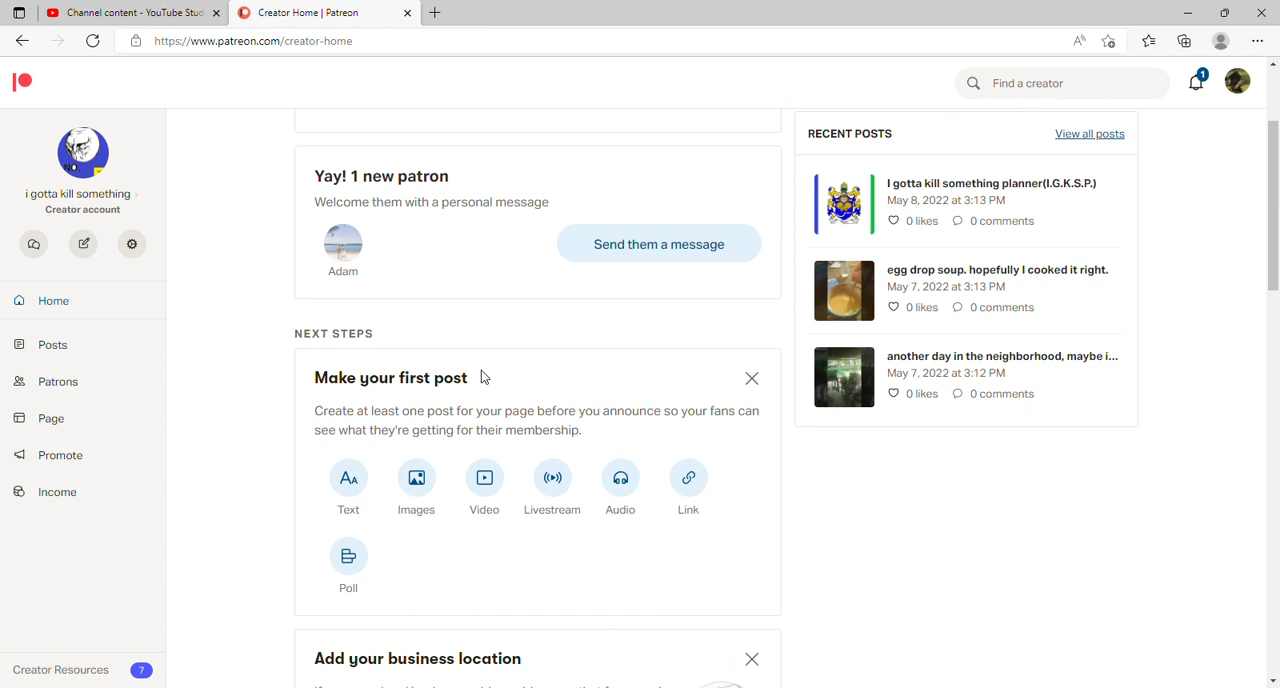 Channel content - YouTube Stud
Creator Home | Patreon
https://www.patreon.com/creator-home
Find a creator
1
NO.
i gotta kill something
Creator account
Home
Posts
Patrons
Page
Promote
Income
Creator Resources
7
Yay! 1 new patron
Welcome them with a personal message
Adam
Send them a message
NEXT STEPS
Make your first post
Create at least one post for your page before you announce so your fans can
see what they're getting for their membership.
Text
Images
Video
Livestream
Audio
Link
Poll
Add your business location
RECENT POSTS
View all posts
I gotta kill something planner(I.G.K.S.P.)
May 8, 2022 at 3:13 PM
0 likes 0 comments
egg drop soup. hopefully I cooked it right.
May 7, 2022 at 3:13 PM
0 likes 0 comments
another day in the neighborhood, maybe i...
May 7, 2022 at 3:12 PM
0 likes 0 comments